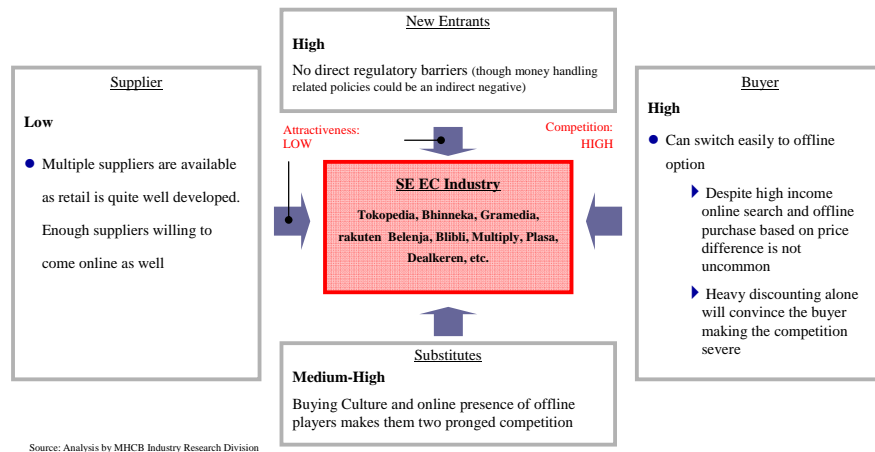 New Entrants
High
No direct regulatory barriers (though money handling
related policies could be an indirect negative)
Supplier
Low
Multiple suppliers are available
as retail is quite well developed.
Enough suppliers willing to
come online as well
Attractiveness:
LOW
Competition:
HIGH
SE EC Industry
Tokopedia, Bhinneka, Gramedia,
rakuten Belenja, Blibli, Multiply, Plasa,
Dealkeren, etc.
Buyer
High
Can switch easily to offline
option
Despite high income
online search and offline
purchase based on price
difference is not
uncommon
Heavy discounting alone
will convince the buyer
making the competition
severe
Substitutes
Medium-High
Buying Culture and online presence of offline
players makes them two pronged competition
Source: Analysis by MHCB Industry Research Division